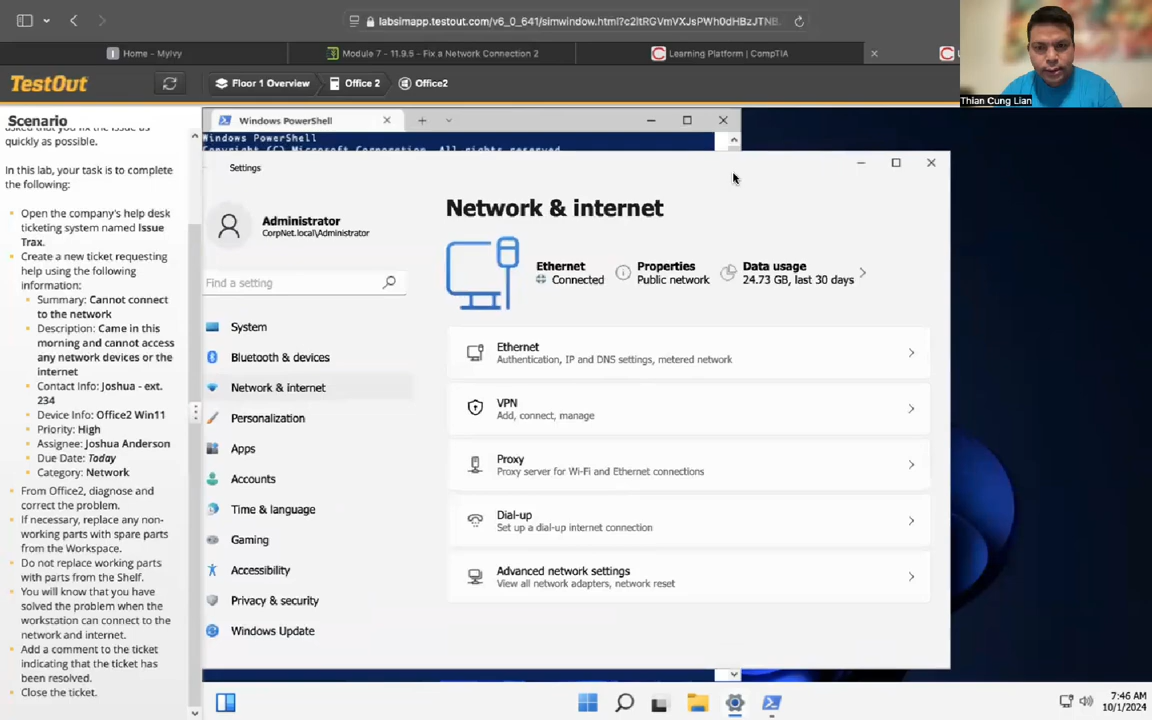 labsimapp.testout.com/v6_0_641/simwindow.html?c2ltRGVmVXJsPWh0dHBzJTNB
Home - MyIvy
Module 7 - 11.9.5 - Fix a Network Connection 2
Learning Platform | CompTIA
Thian Cung Lian
TestOut
Floor 1 Overview
Office 2
Office2
Scenario
asked that you fix the issue as
quickly as possible.
In this lab, your task is to complete
the following:
Open the company's help desk
ticketing system named Issue
Trax.
Create a new ticket requesting
help using the following
information:
Summary: Cannot connect
to the network
Description: Came in this
morning and cannot access
any network devices or the
internet
Contact Info: Joshua - ext.
234
Device Info: Office2 Win11
Priority: High
Assignee: Joshua Anderson
Due Date: Today
Category: Network
From Office2, diagnose and
correct the problem.
If necessary, replace any non-
working parts with spare parts
from the Workspace.
Do not replace working parts
with parts from the Shelf.
You will know that you have
solved the problem when the
workstation can connect to the
network and internet.
Add a comment to the ticket
indicating that the ticket has
been resolved.
Close the ticket.
Windows PowerShell
Windows PowerShell
Copyright (C) Microsoft Corporation. All rights reserved.
Settings
Administrator
CorpNet.local\Administrator
Find a setting
System
Bluetooth & devices
Network & internet
Personalization
Apps
Accounts
Time & language
Gaming
Accessibility
Privacy & security
Windows Update
Network & internet
Ethernet
Connected
Properties
Public network
Data usage
24.73 GB, last 30 days
Ethernet
Authentication, IP and DNS settings, metered network
VPN
Add, connect, manage
Proxy
Proxy server for Wi-Fi and Ethernet connections
Dial-up
Set up a dial-up internet connection
Advanced network settings
View all network adapters, network reset
7:46 AM
10/1/2024